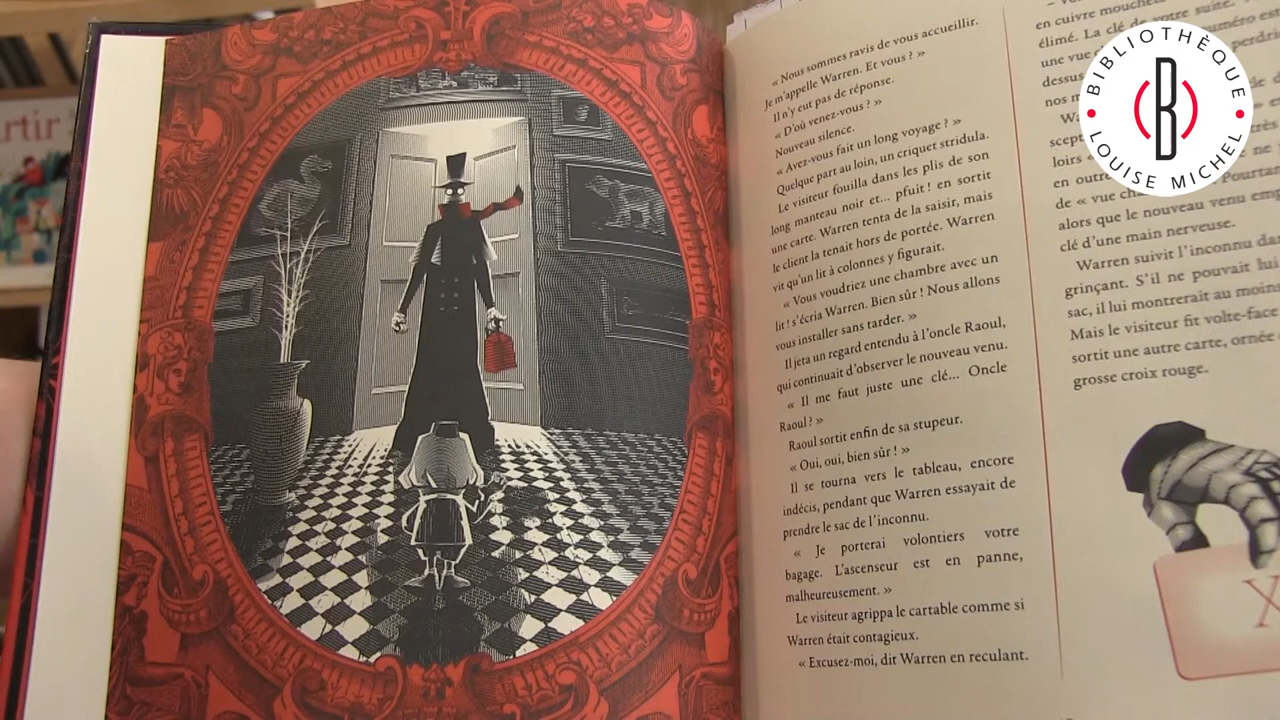 « Nous sommes ravis de vous accueillir.
Je m'appelle Warren. Et vous ? »
Il n'y eut pas de réponse.
« D'où venez-vous ? »
Nouveau silence.
« Avez-vous fait un long voyage ? »
Quelque part au loin, un criquet stridula.
Le visiteur fouilla dans les plis de son
long manteau noir et... pfuit ! en sortit
une carte. Warren tenta de la saisir, mais
le client la tenait hors de portée. Warren
vit qu'un lit à colonnes y figurait.
« Vous voudriez une chambre avec un
lit ! s'écria Warren. Bien sûr ! Nous allons
vous installer sans tarder. »
Il jeta un regard entendu à l'oncle Raoul,
qui continuait d'observer le nouveau venu.
« Il me faut juste une clé... Oncle
Raoul ? »
Raoul sortit enfin de sa stupeur.
« Oui, oui, bien sûr ! »
Il se tourna vers le tableau, encore
indécis, pendant que Warren essayait de
prendre le sac de l'inconnu.
« Je porterai volontiers votre
bagage. L'ascenseur est en panne,
malheureusement. »
Le visiteur agrippa le cartable comme si
Warren était contagieux.
« Excusez-moi, dit Warren en reculant.
en cuivre
élimé. La clé de votre suite.
une vue
dessus
nos
loirs
en outre
de « vue
alors que le nouveau venu
clé d'une main nerveuse.
Warren suivit l'inconnu
grinçant. S'il ne pouvait lui
sac, il lui montrerait au moins
Mais le visiteur fit volte-face
sortit une autre carte, ornée
grosse croix rouge.
X
BIBLIOTHÈQUE
B
LOUISE MICHEL